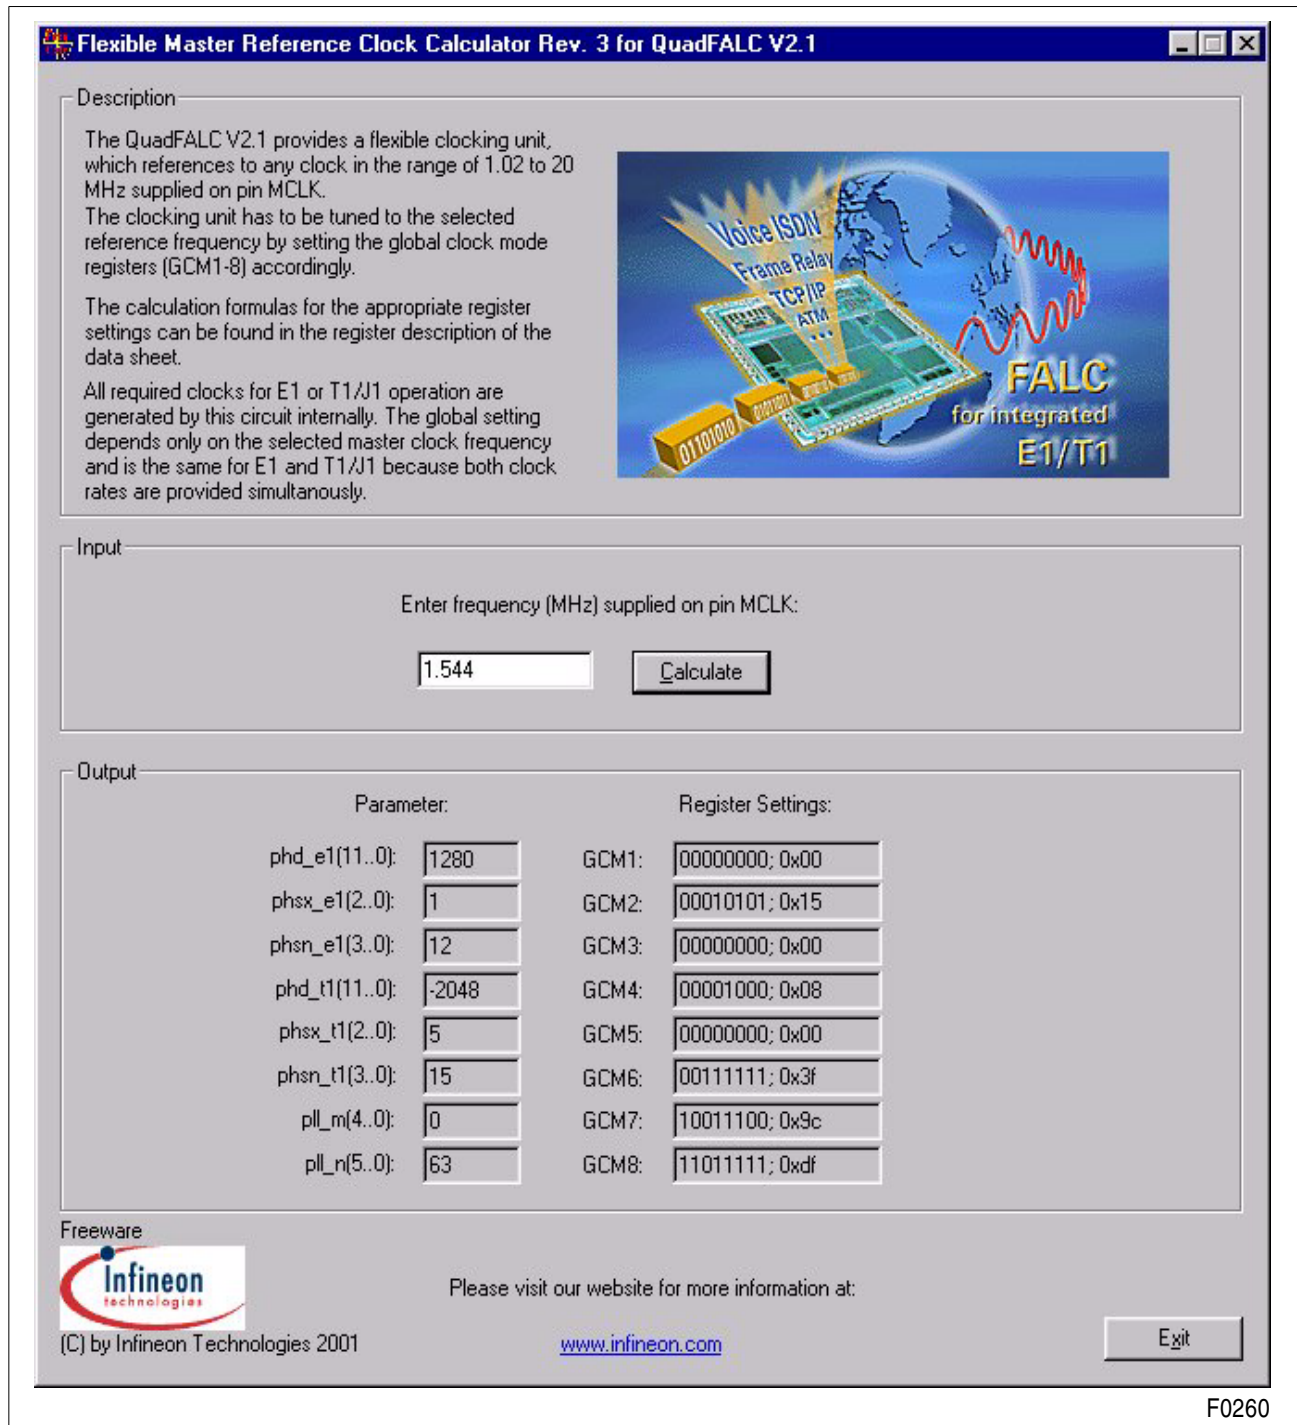 Flexible Master Reference Clock Calculator Rev. 3 for QuadFALC V2.1
Description
The QuadFALC V2.1 provides a flexible clocking unit,
which references to any clock in the range of 1.02 to 20
MHz supplied on pin MCLK.
The clocking unit has to be tuned to the selected
reference frequency by setting the global clock mode
registers (GCM1-8) accordingly.
The calculation formulas for the appropriate register
settings can be found in the register description of the
data sheet.
All required clocks for E1 or T1/J1 operation are
generated by this circuit internally. The global setting
depends only on the selected master clock frequency
and is the same for E1 and T1/J1 because both clock
rates are provided simultanously.
Voice ISDN
Frame Relay
TCP/IP
ATM
...
01101010
FALC
for integrated
E1/T1
Input
Enter frequency (MHz) supplied on pin MCLK:
1.544
Calculate
Output
Parameter: Register Settings:
phd_e1(11..0): 1280 GCM1: 00000000; 0x00
phsx_e1(2..0): 1 GCM2: 00010101; 0x15
phsn_e1(3..0): 12 GCM3: 00000000; 0x00
phd_t1(11..0): -2048 GCM4: 00001000; 0x08
phsx_t1(2..0): 5 GCM5: 00000000; 0x00
phsn_t1(3..0): 15 GCM6: 00111111; 0x3f
pll_m(4..0): 0 GCM7: 10011100; 0x9c
pll_n(5..0): 63 GCM8: 11011111; 0xdf
Freeware
Infineon
technologies
Please visit our website for more information at:
(C) by Infineon Technologies 2001
www.infineon.com
Exit
F0260